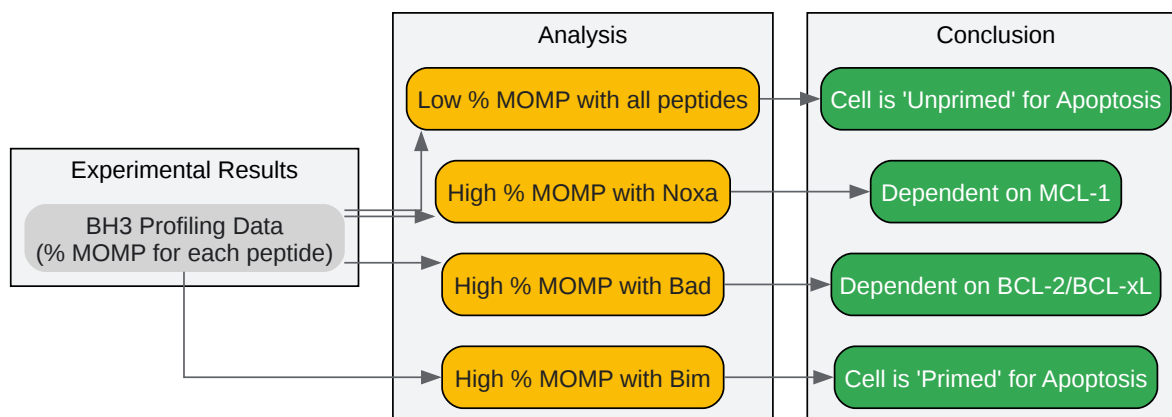 Experimental Results
BH3 Profiling Data
(% MOMP for each peptide)
Analysis
Low % MOMP with all peptides
High % MOMP with Noxa
High % MOMP with Bad
High % MOMP with Bim
Conclusion
Cell is 'Unprimed' for Apoptosis
Dependent on MCL-1
Dependent on BCL-2/BCL-xL
Cell is 'Primed' for Apoptosis